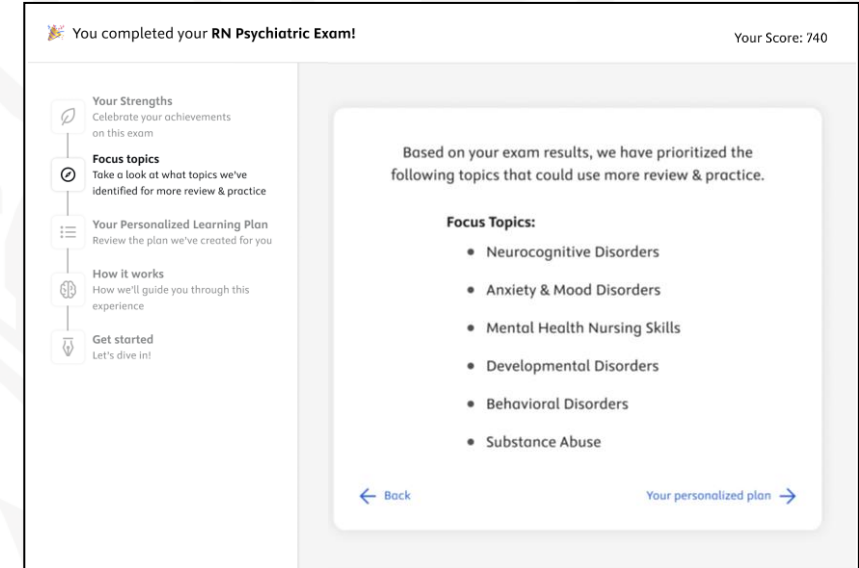 🎉 You completed your RN Psychiatric Exam!
Your Score: 740
Your Strengths
Celebrate your achievements
on this exam
Focus topics
Take a look at what topics we've
identified for more review & practice
Your Personalized Learning Plan
Review the plan we've created for you
How it works
How we'll guide you through this
experience
Get started
Let's dive in!
Based on your exam results, we have prioritized the
following topics that could use more review & practice.
Focus Topics:
• Neurocognitive Disorders
• Anxiety & Mood Disorders
• Mental Health Nursing Skills
• Developmental Disorders
• Behavioral Disorders
• Substance Abuse
← Back
Your personalized plan →